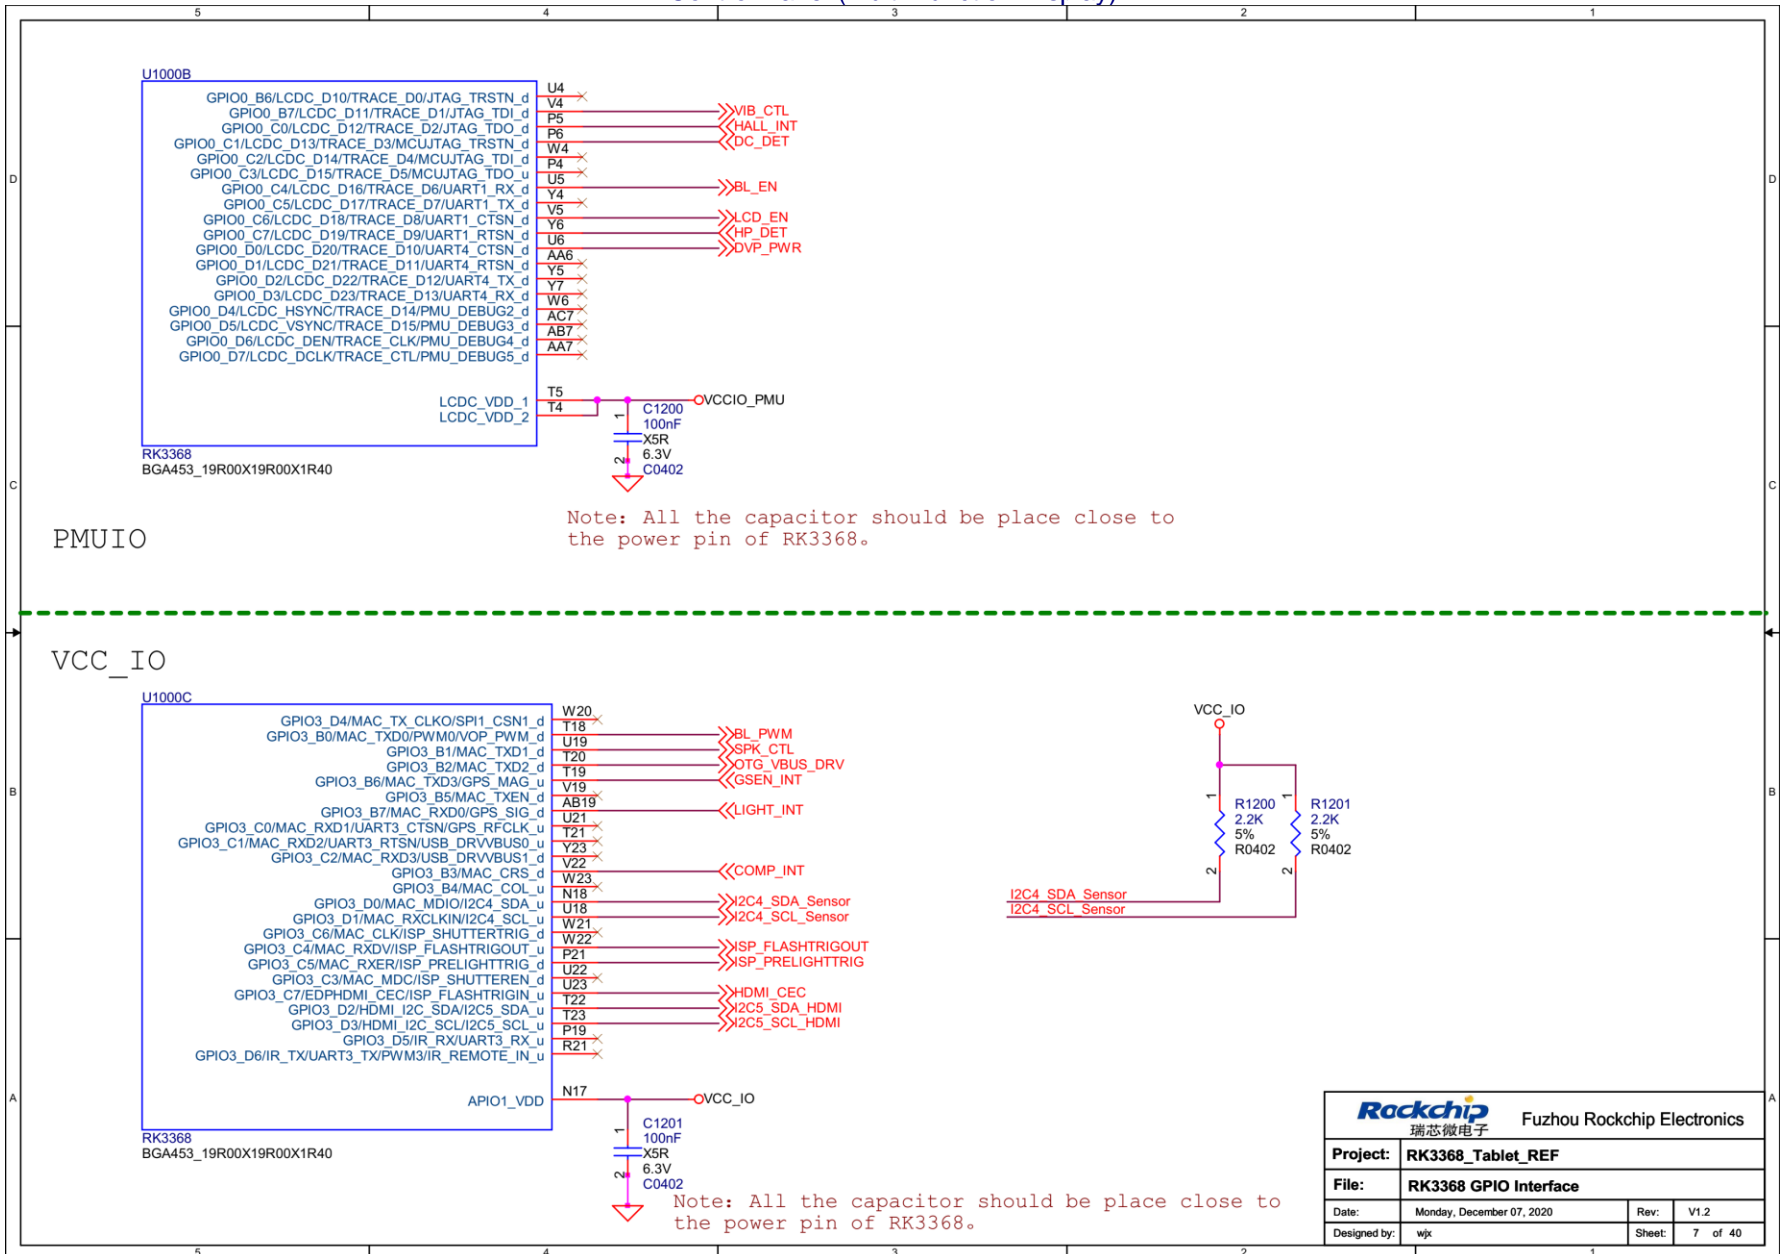 5 4 3 2 1
U1000B
GPIO0_B6/LCDC_D10/TRACE_D0/JTAG_TRSTN_d U4
GPIO0_B7/LCDC_D11/TRACE_D1/JTAG_TDI_d V4 VIB_CTL
GPIO0_C0/LCDC_D12/TRACE_D2/JTAG_TDO_d P5 HALL_INT
GPIO0_C1/LCDC_D13/TRACE_D3/MCUJTAG_TRSTN_d P6 DC_DET
GPIO0_C2/LCDC_D14/TRACE_D4/MCUJTAG_TDI_d W4
GPIO0_C3/LCDC_D15/TRACE_D5/MCUJTAG_TDO_u P4
GPIO0_C4/LCDC_D16/TRACE_D6/UART1_RX_d U5 BL_EN
GPIO0_C5/LCDC_D17/TRACE_D7/UART1_TX_d Y4
GPIO0_C6/LCDC_D18/TRACE_D8/UART1_CTSN_d V5 LCD_EN
GPIO0_C7/LCDC_D19/TRACE_D9/UART1_RTSN_d Y6 HP_DET
GPIO0_D0/LCDC_D20/TRACE_D10/UART4_CTSN_d U6 DVP_PWR
GPIO0_D1/LCDC_D21/TRACE_D11/UART4_RTSN_d AA6
GPIO0_D2/LCDC_D22/TRACE_D12/UART4_TX_d Y5
GPIO0_D3/LCDC_D23/TRACE_D13/UART4_RX_d Y7
GPIO0_D4/LCDC_HSYNC/TRACE_D14/PMU_DEBUG2_d W6
GPIO0_D5/LCDC_VSYNC/TRACE_D15/PMU_DEBUG3_d AC7
GPIO0_D6/LCDC_DEN/TRACE_CLK/PMU_DEBUG4_d AB7
GPIO0_D7/LCDC_DCLK/TRACE_CTL/PMU_DEBUG5_d AA7
D D
LCDC_VDD_1 T5 VCCIO_PMU
LCDC_VDD_2 T4
1
C1200
100nF
X5R
6.3V
C0402
2
RK3368
BGA453_19R00X19R00X1R40
C C
Note: All the capacitor should be place close to
the power pin of RK3368。
PMUIO
VCC_IO
U1000C
GPIO3_D4/MAC_TX_CLKO/SPI1_CSN1_d W20
GPIO3_B0/MAC_TXD0/PWM0/VOP_PWM_d T18 BL_PWM
GPIO3_B1/MAC_TXD1_d U19 SPK_CTL
GPIO3_B2/MAC_TXD2_d T20 OTG_VBUS_DRV
GPIO3_B6/MAC_TXD3/GPS_MAG_u T19 GSEN_INT
GPIO3_B5/MAC_TXEN_d V19
GPIO3_B7/MAC_RXD0/GPS_SIG_d AB19 LIGHT_INT
GPIO3_C0/MAC_RXD1/UART3_CTSN/GPS_RFCLK_u U21
GPIO3_C1/MAC_RXD2/UART3_RTSN/USB_DRVVBUS0_u T21
GPIO3_C2/MAC_RXD3/USB_DRVVBUS1_d Y23
GPIO3_B3/MAC_CRS_d V22 COMP_INT
GPIO3_B4/MAC_COL_u W23
GPIO3_D0/MAC_MDIO/I2C4_SDA_u N18 I2C4_SDA_Sensor
GPIO3_D1/MAC_RXCLKIN/I2C4_SCL_u U18 I2C4_SCL_Sensor
GPIO3_C6/MAC_CLK/ISP_SHUTTERTRIG_d W21
GPIO3_C4/MAC_RXDV/ISP_FLASHTRIGOUT_u W22 ISP_FLASHTRIGOUT
GPIO3_C5/MAC_RXER/ISP_PRELIGHTTRIG_d P21 ISP_PRELIGHTTRIG
GPIO3_C3/MAC_MDC/ISP_SHUTTEREN_d U22
GPIO3_C7/EDPHDMI_CEC/ISP_FLASHTRIGIN_u U23 HDMI_CEC
GPIO3_D2/HDMI_I2C_SDA/I2C5_SDA_u T22 I2C5_SDA_HDMI
GPIO3_D3/HDMI_I2C_SCL/I2C5_SCL_u T23 I2C5_SCL_HDMI
GPIO3_D5/IR_RX/UART3_RX_u P19
GPIO3_D6/IR_TX/UART3_TX/PWM3/IR_REMOTE_IN_u R21
VCC_IO
B B
1 1
R1200 R1201
2.2K 2.2K
5% 5%
R0402 R0402
2 2
I2C4_SDA_Sensor
I2C4_SCL_Sensor
APIO1_VDD N17 VCC_IO
A A
1
C1201
100nF
X5R
6.3V
C0402
2
RK3368
BGA453_19R00X19R00X1R40
Note: All the capacitor should be place close to
the power pin of RK3368。
Rockchip
瑞芯微电子
Fuzhou Rockchip Electronics
Project: RK3368_Tablet_REF
File: RK3368 GPIO Interface
Date: Monday, December 07, 2020 Rev: V1.2
Designed by: wjx Sheet: 7 of 40
5 4 3 2 1